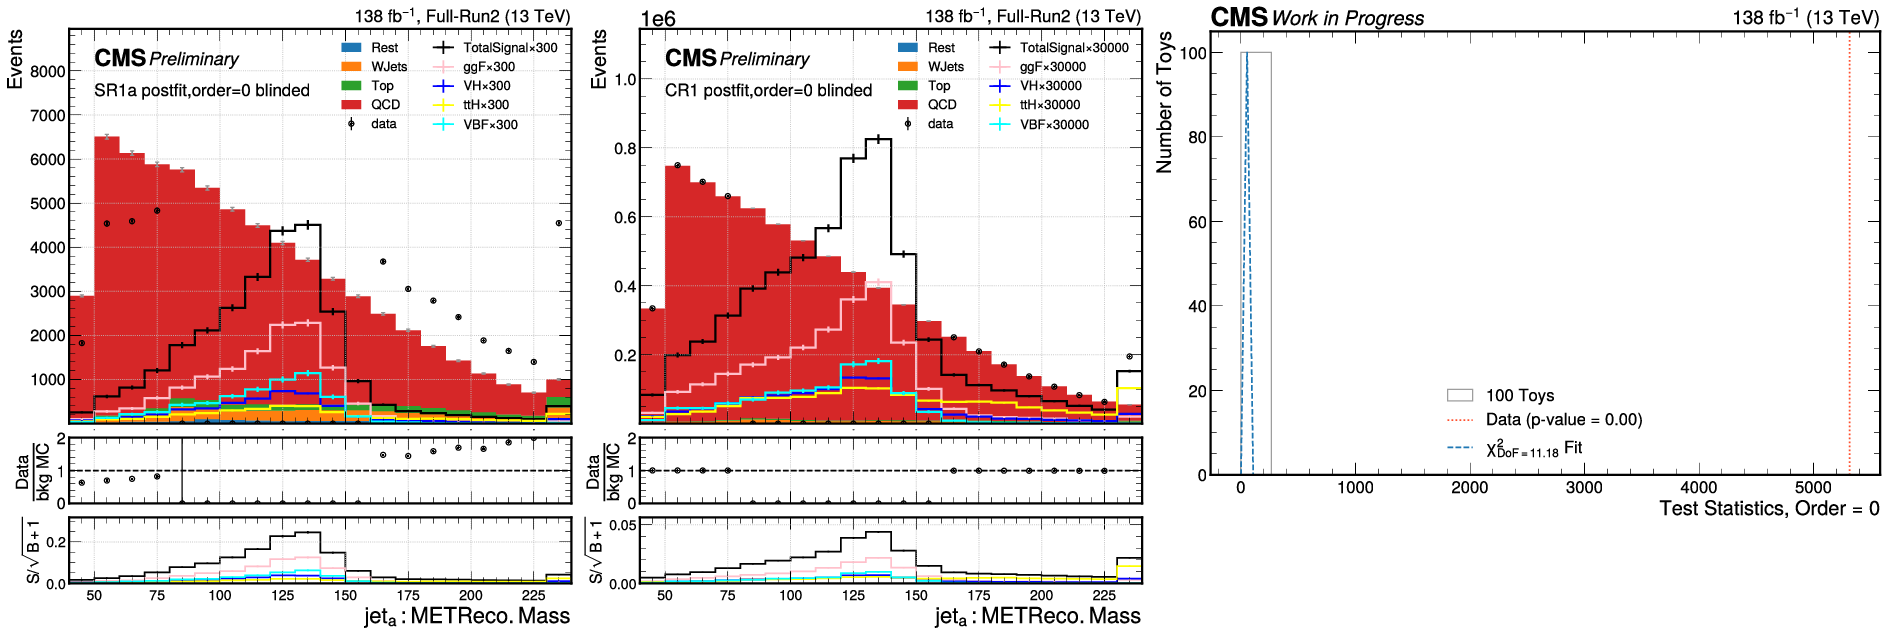 138 fb⁻¹, Full-Run2 (13 TeV)
CMS Preliminary
SR1a postfit,order=0 blinded
Rest
WJets
Top
QCD
data
TotalSignal×300
ggF×300
VH×300
ttH×300
VBF×300
Events
8000
7000
6000
5000
4000
3000
2000
1000
Data
bkg MC
2
1
0
S/√B + 1
0.2
0.0
50 75 100 125 150 175 200 225
jetₐ : METReco. Mass
1e6
138 fb⁻¹, Full-Run2 (13 TeV)
CMS Preliminary
CR1 postfit,order=0 blinded
Rest
WJets
Top
QCD
data
TotalSignal×30000
ggF×30000
VH×30000
ttH×30000
VBF×30000
Events
1.0
0.8
0.6
0.4
0.2
Data
bkg MC
2
1
0
S/√B + 1
0.05
0.00
50 75 100 125 150 175 200 225
jetₐ : METReco. Mass
CMS Work in Progress
138 fb⁻¹ (13 TeV)
Number of Toys
100
80
60
40
20
0
100 Toys
Data (p-value = 0.00)
χ²DoF = 11.18 Fit
0 1000 2000 3000 4000 5000
Test Statistics, Order = 0